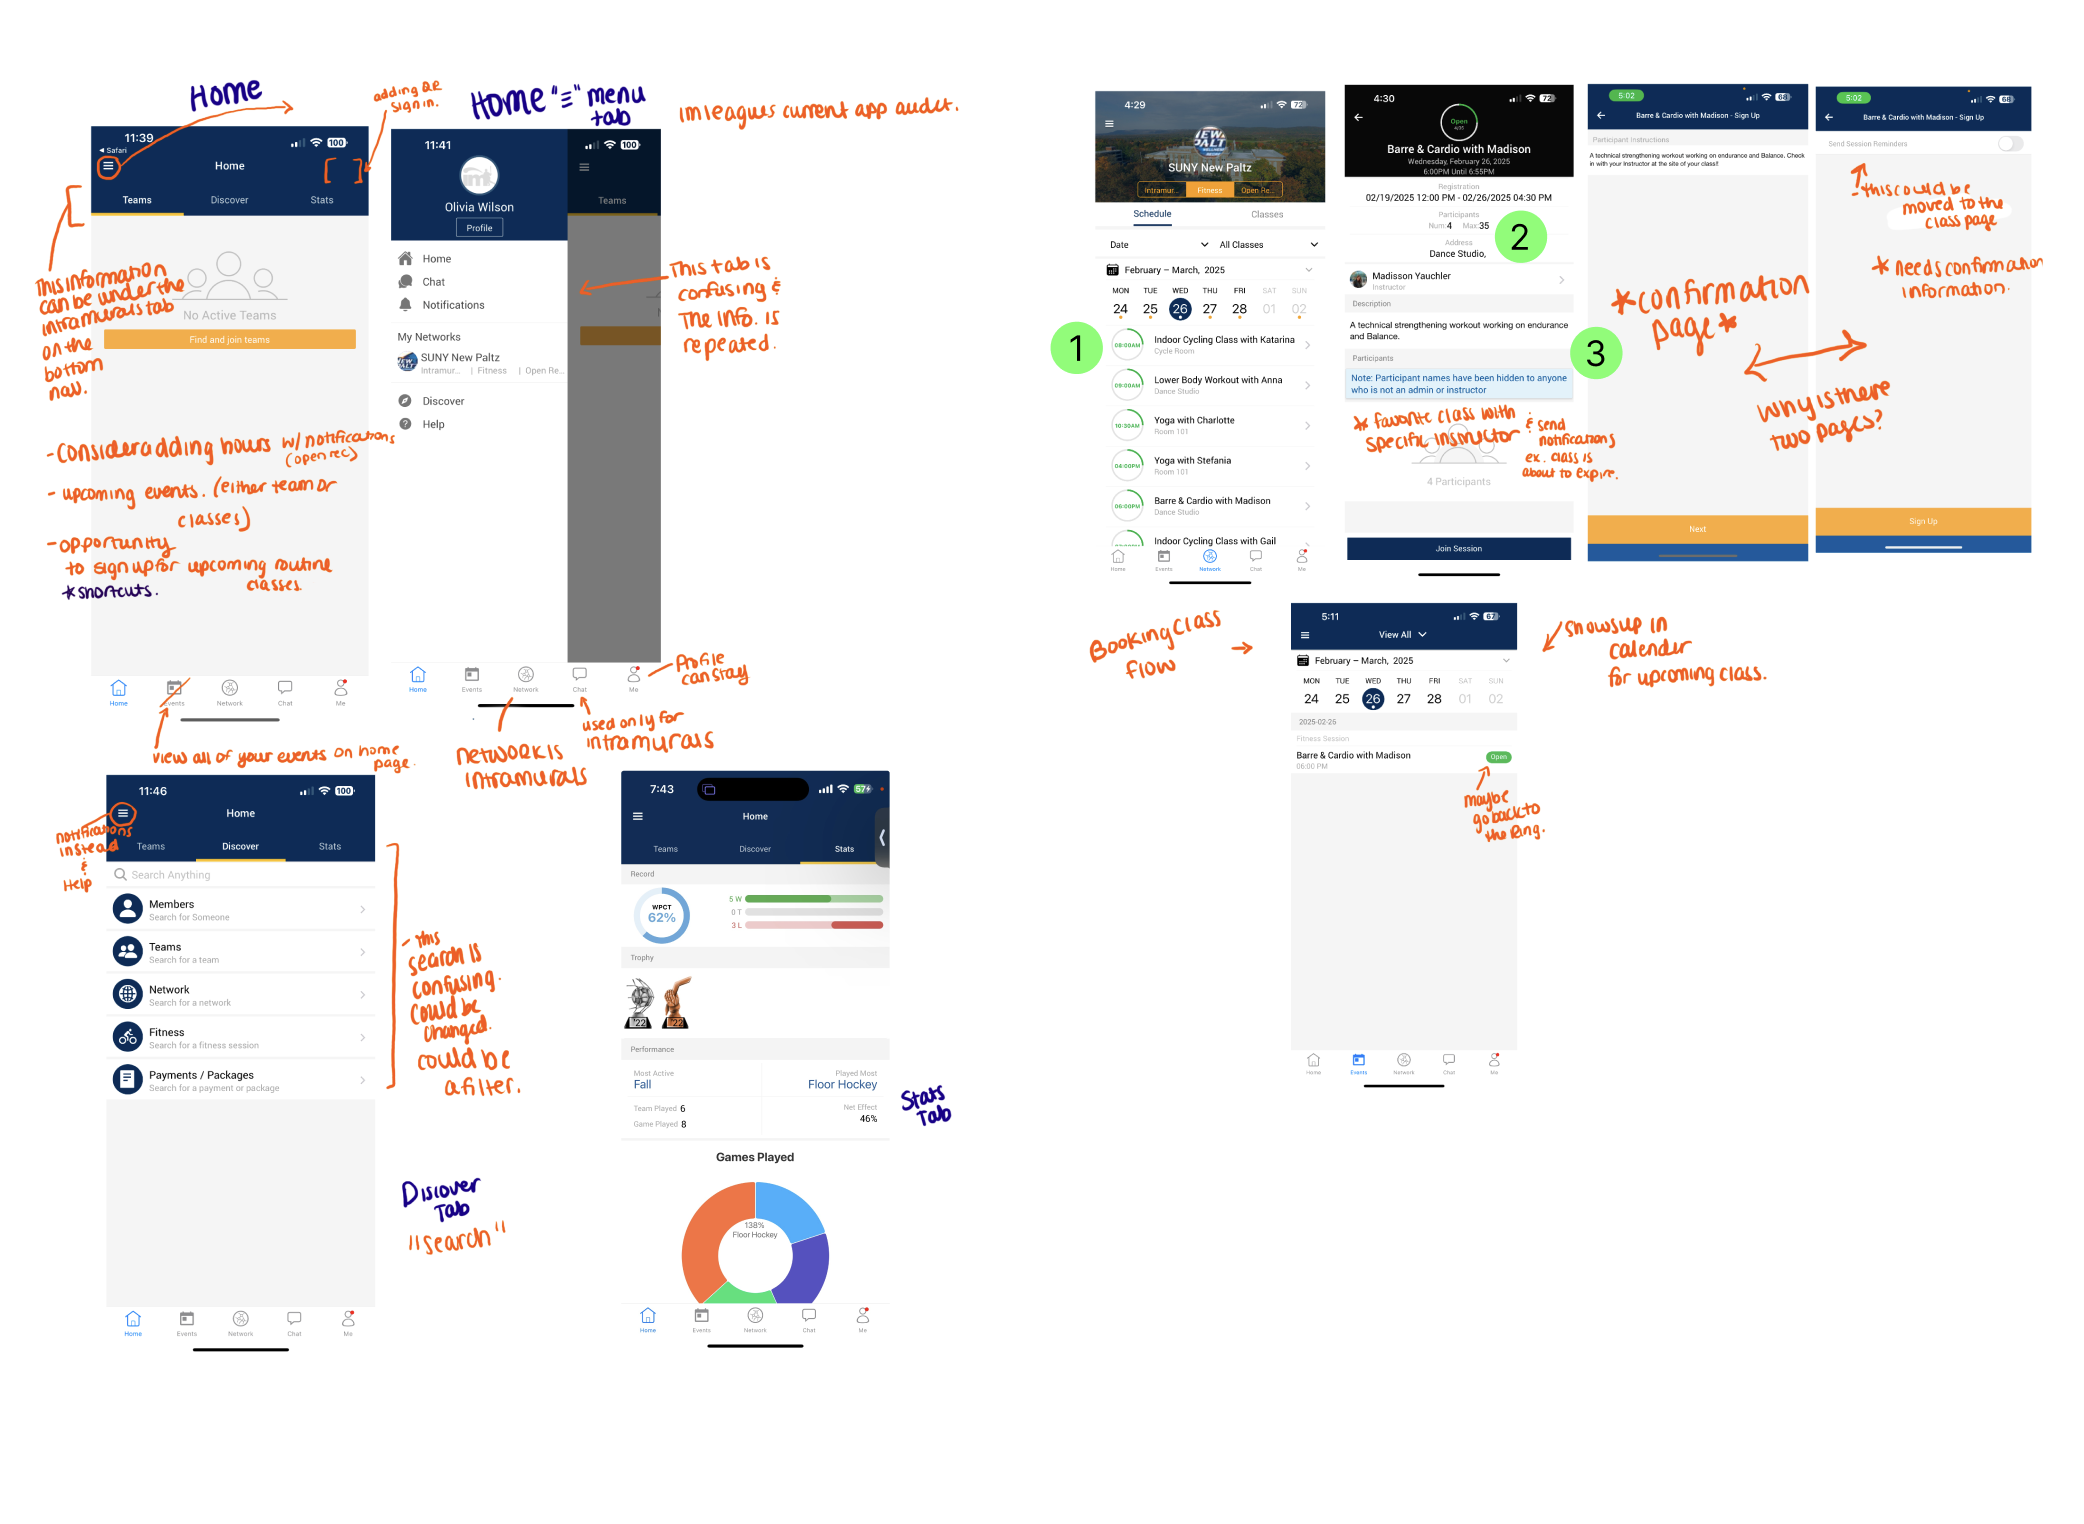 Home
adding QR
sign in.
Home "≡" menu
tab
imleagues current app audit.
11:39
100
Safari
Home
[ ]
Teams
Discover
Stats
No Active Teams
Find and join teams
This information
can be under the
intramurals tab
on the
bottom
nav.
- Consider adding hours w/ notifications
(open rec)
- upcoming events. (either team or
classes)
- opportunity
to sign up for upcoming routine
classes.
* shortcuts.
Home
Events
Network
Chat
Me
view all of your events on home
page.
11:41
100
Olivia Wilson
Profile
Teams
Home
Chat
Notifications
My Networks
SUNY New Paltz
Intramur... | Fitness | Open Re...
Discover
Help
This tab is
confusing &
The info. is
repeated.
Home
Events
Network
Chat
Me
Profile
can stay
used only for
intramurals
network is
intramurals
11:46
100
Home
Teams
Discover
Stats
notifications
instead
&
Help
Search Anything
Members
Search for Someone
Teams
Search for a team
Network
Search for a network
Fitness
Search for a fitness session
Payments / Packages
Search for a payment or package
- this
search is
confusing.
could be
changed.
could be
a filter.
Discover
Tab
"search"
Home
Events
Network
Chat
Me
7:43
57
Home
Teams
Discover
Stats
Record
WPCT
62%
5 W
0 T
3 L
Trophy
'22
'22
Performance
Most Active
Fall
Played Most
Floor Hockey
Team Played 6
Game Played 8
Net Effect
46%
Stats
Tab
Games Played
138%
Floor Hockey
Home
Events
Network
Chat
Me
4:29
72
SUNY New Paltz
Intramur...
Fitness
Open Re...
Schedule
Classes
Date
All Classes
February – March, 2025
MON TUE WED THU FRI SAT SUN
24 25 26 27 28 01 02
1
08:00AM
Indoor Cycling Class with Katarina
Cycle Room
09:00AM
Lower Body Workout with Anna
Dance Studio
10:30AM
Yoga with Charlotte
Room 101
04:00PM
Yoga with Stefania
Room 101
06:00PM
Barre & Cardio with Madison
Dance Studio
Indoor Cycling Class with Gail
Home
Events
Network
Chat
Me
4:30
72
Open
4/35
Barre & Cardio with Madison
Wednesday, February 26, 2025
6:00PM Until 6:55PM
Registration
02/19/2025 12:00 PM - 02/26/2025 04:30 PM
Participants
Num:4 Max:35
2
Address
Dance Studio,
Madisson Yauchler
Instructor
Description
A technical strengthening workout working on endurance
and Balance.
Participants
Note: Participant names have been hidden to anyone
who is not an admin or instructor
* favorite class with
specific instructor
& send
notifications
ex. class is
about to expire.
4 Participants
Join Session
3
5:02
68
Barre & Cardio with Madison - Sign Up
Participant Instructions
A technical strengthening workout working on endurance and Balance. Check
in with your Instructor at the site of your class!!
*confirmation
page*
Next
5:02
68
Barre & Cardio with Madison - Sign Up
Send Session Reminders
- this could be
moved to the
class page
* needs confirmation
information.
Why is there
two pages?
Sign Up
Booking Class
flow
5:11
67
View All
February – March, 2025
MON TUE WED THU FRI SAT SUN
24 25 26 27 28 01 02
2025-02-26
Fitness Session
Barre & Cardio with Madison
06:00 PM
Open
maybe
go back to
the Ring.
Shows up in
calender
for upcoming class.
Home
Events
Network
Chat
Me